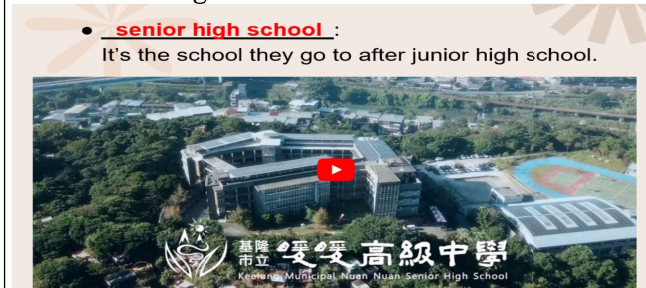 ● senior high school :
It’s the school they go to after junior high school.
基隆市立 暖暖高級中學
Keelung Municipal Nuan Nuan Senior High School